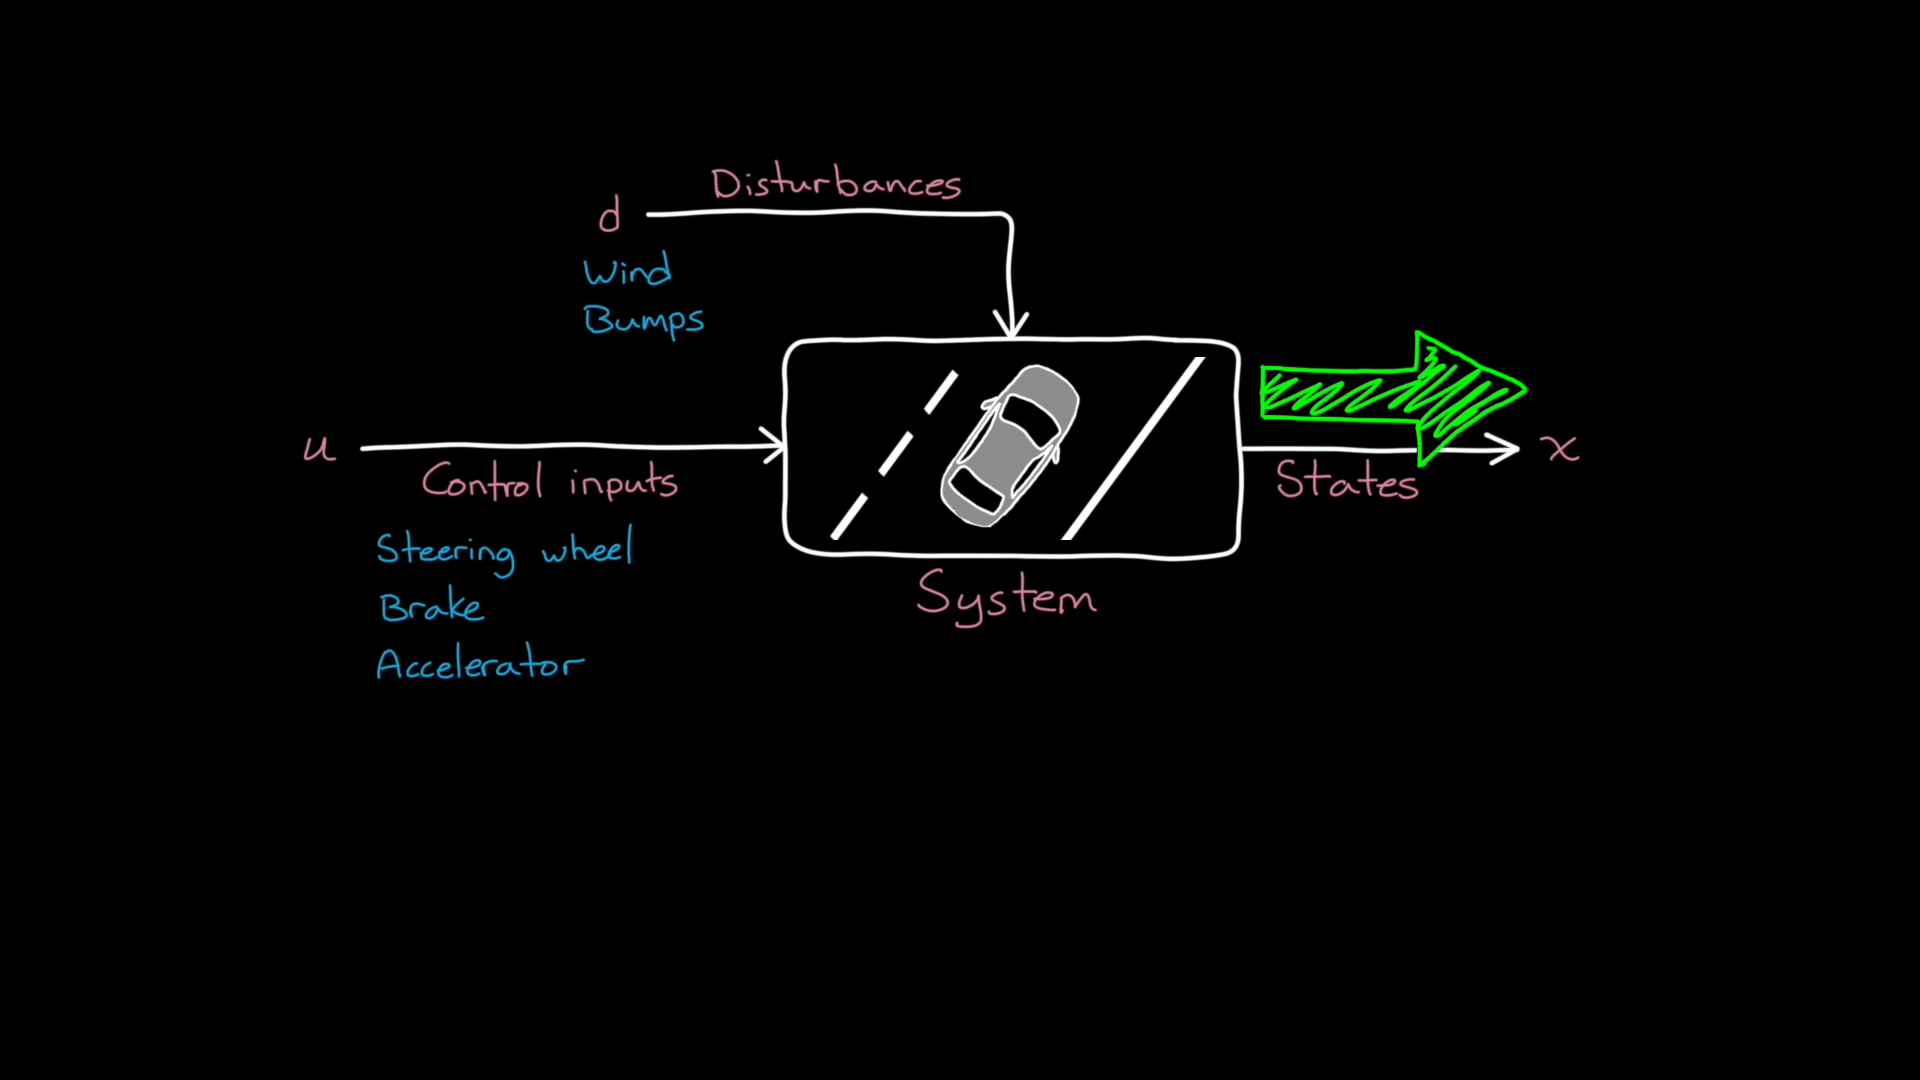 Disturbances
d
Wind
Bumps
u
Control inputs
Steering wheel
Brake
Accelerator
System
States
x